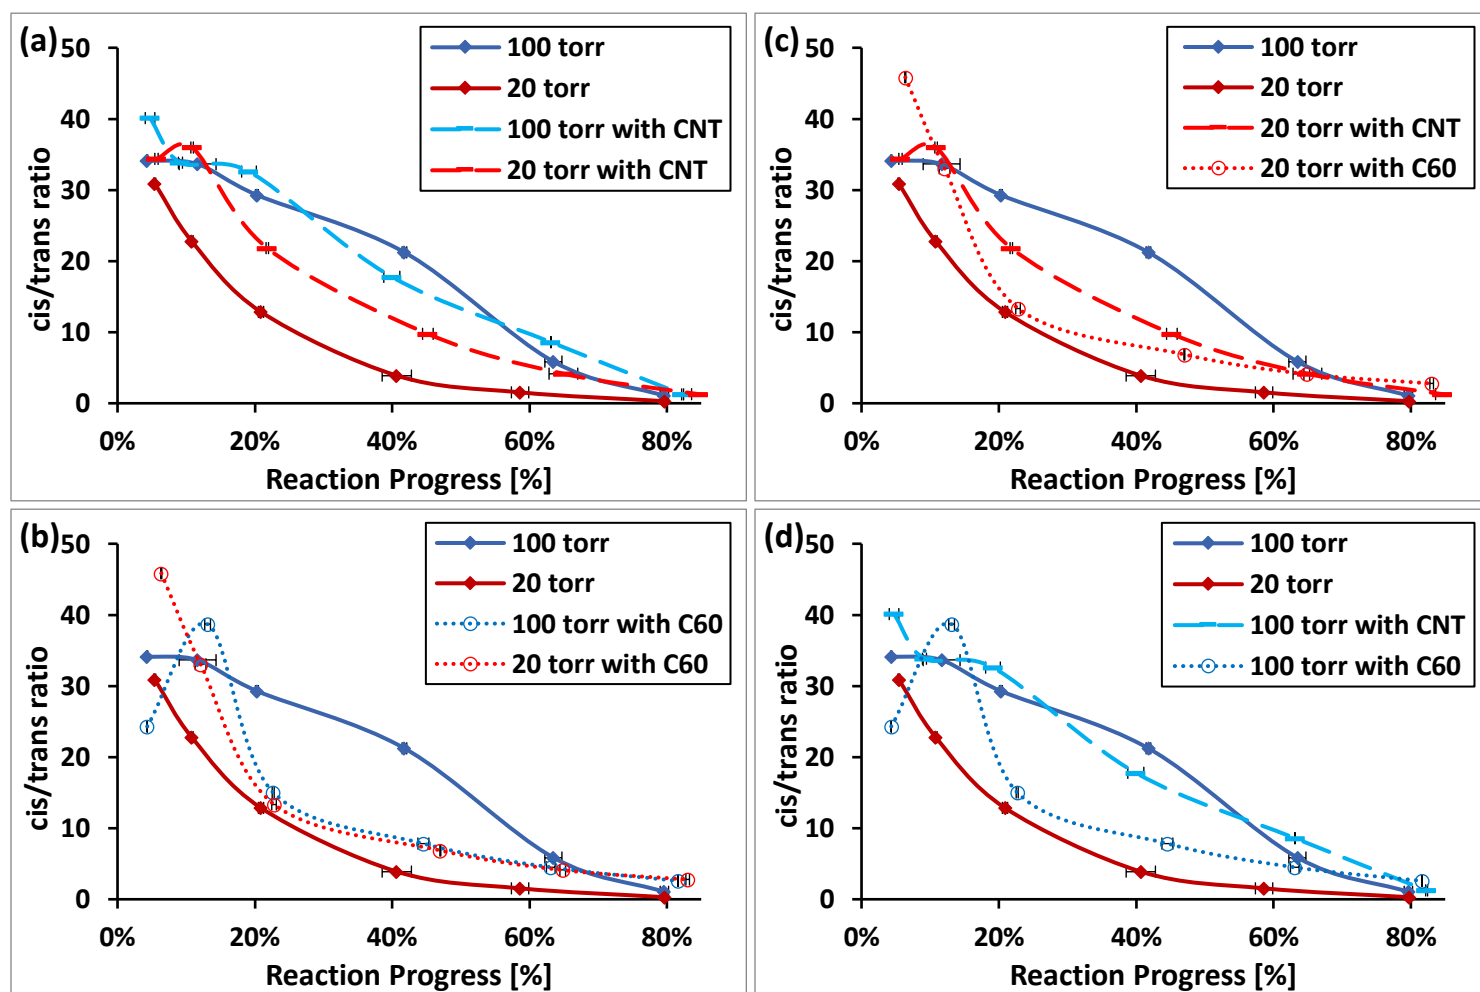 (a)
50
40
30
20
10
0
cis/trans ratio
100 torr
20 torr
100 torr with CNT
20 torr with CNT
0% 20% 40% 60% 80%
Reaction Progress [%]
(c)
50
40
30
20
10
0
cis/trans ratio
100 torr
20 torr
20 torr with CNT
20 torr with C60
0% 20% 40% 60% 80%
Reaction Progress [%]
(b)
50
40
30
20
10
0
cis/trans ratio
100 torr
20 torr
100 torr with C60
20 torr with C60
0% 20% 40% 60% 80%
Reaction Progress [%]
(d)
50
40
30
20
10
0
cis/trans ratio
100 torr
20 torr
100 torr with CNT
100 torr with C60
0% 20% 40% 60% 80%
Reaction Progress [%]